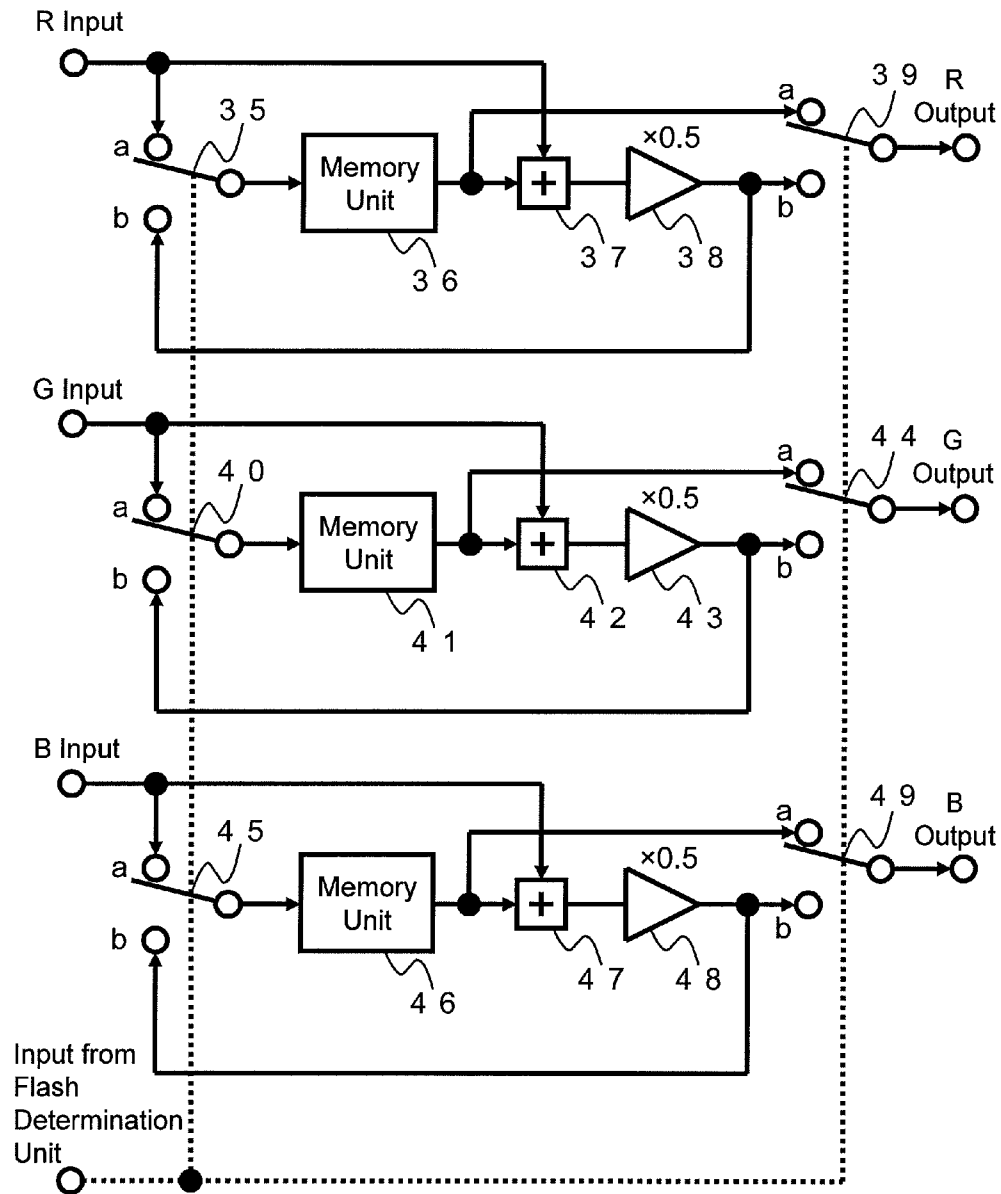 R Input
a
3 5
b
Memory
Unit
3 6
+
3 7
×0.5
3 8
a
b
3 9
R
Output
G Input
a
4 0
b
Memory
Unit
4 1
+
4 2
×0.5
4 3
a
b
4 4
G
Output
B Input
a
4 5
b
Memory
Unit
4 6
+
4 7
×0.5
4 8
a
b
4 9
B
Output
Input from
Flash
Determination
Unit